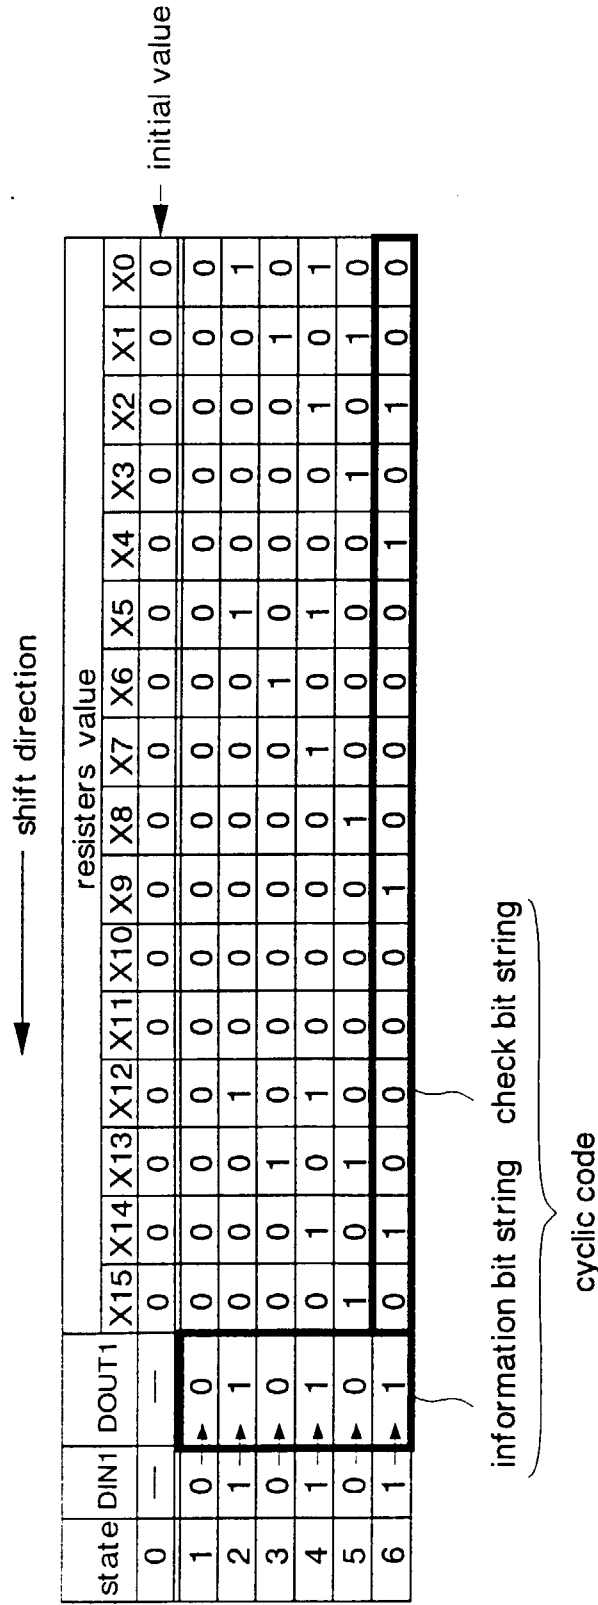 shift direction
resisters value
state DIN1 DOUT1 X15 X14 X13 X12 X11 X10 X9 X8 X7 X6 X5 X4 X3 X2 X1 X0
0 — — 0 0 0 0 0 0 0 0 0 0 0 0 0 0 0 0 initial value
1 0 0 0 0 0 0 0 0 0 0 0 0 0 0 0 0 0 0
2 1 1 0 0 0 1 0 0 0 0 0 0 1 0 0 0 0 1
3 0 0 0 0 1 0 0 0 0 0 0 1 0 0 0 0 1 0
4 1 1 0 1 0 1 0 0 0 0 1 0 1 0 0 1 0 1
5 0 0 1 0 1 0 0 0 0 1 0 0 0 0 1 0 1 0
6 1 1 0 1 0 0 0 0 1 0 0 0 0 1 0 1 0 0
information bit string check bit string
cyclic code